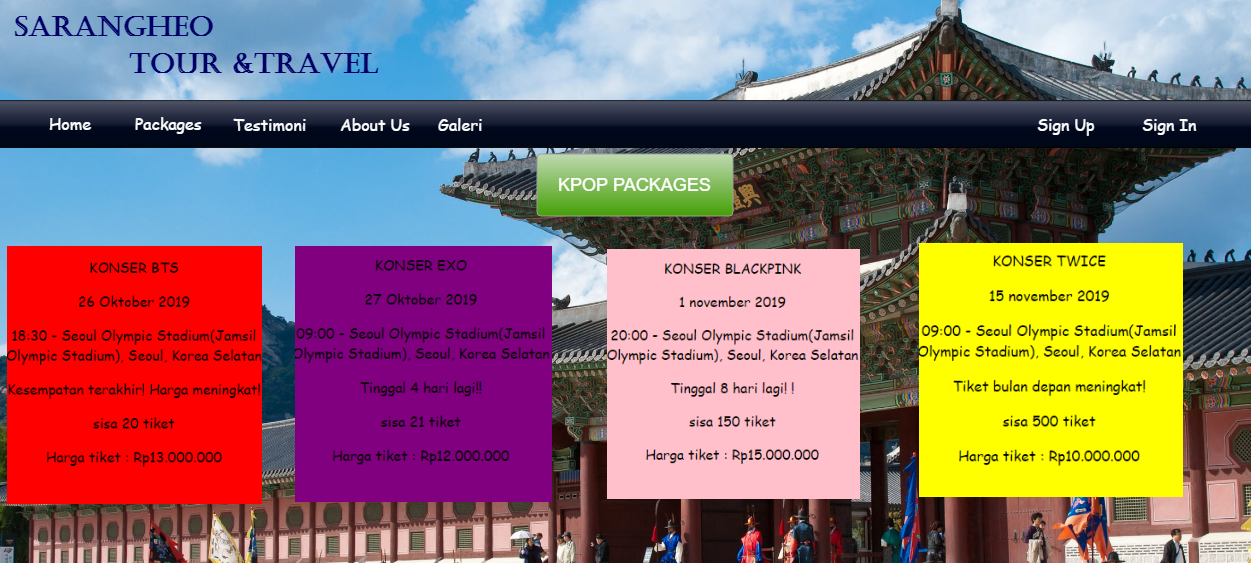 SARANGHEO
TOUR &TRAVEL
Home Packages Testimoni About Us Galeri Sign Up Sign In
KPOP PACKAGES
KONSER BTS
26 Oktober 2019
18:30 - Seoul Olympic Stadium(Jamsil
Olympic Stadium), Seoul, Korea Selatan
Kesempatan terakhir! Harga meningkat!
sisa 20 tiket
Harga tiket : Rp13.000.000
KONSER EXO
27 Oktober 2019
09:00 - Seoul Olympic Stadium(Jamsil
Olympic Stadium), Seoul, Korea Selatan
Tinggal 4 hari lagi!!
sisa 21 tiket
Harga tiket : Rp12.000.000
KONSER BLACKPINK
1 november 2019
20:00 - Seoul Olympic Stadium(Jamsil
Olympic Stadium), Seoul, Korea Selatan
Tinggal 8 hari lagi! !
sisa 150 tiket
Harga tiket : Rp15.000.000
KONSER TWICE
15 november 2019
09:00 - Seoul Olympic Stadium(Jamsil
Olympic Stadium), Seoul, Korea Selatan
Tiket bulan depan meningkat!
sisa 500 tiket
Harga tiket : Rp10.000.000